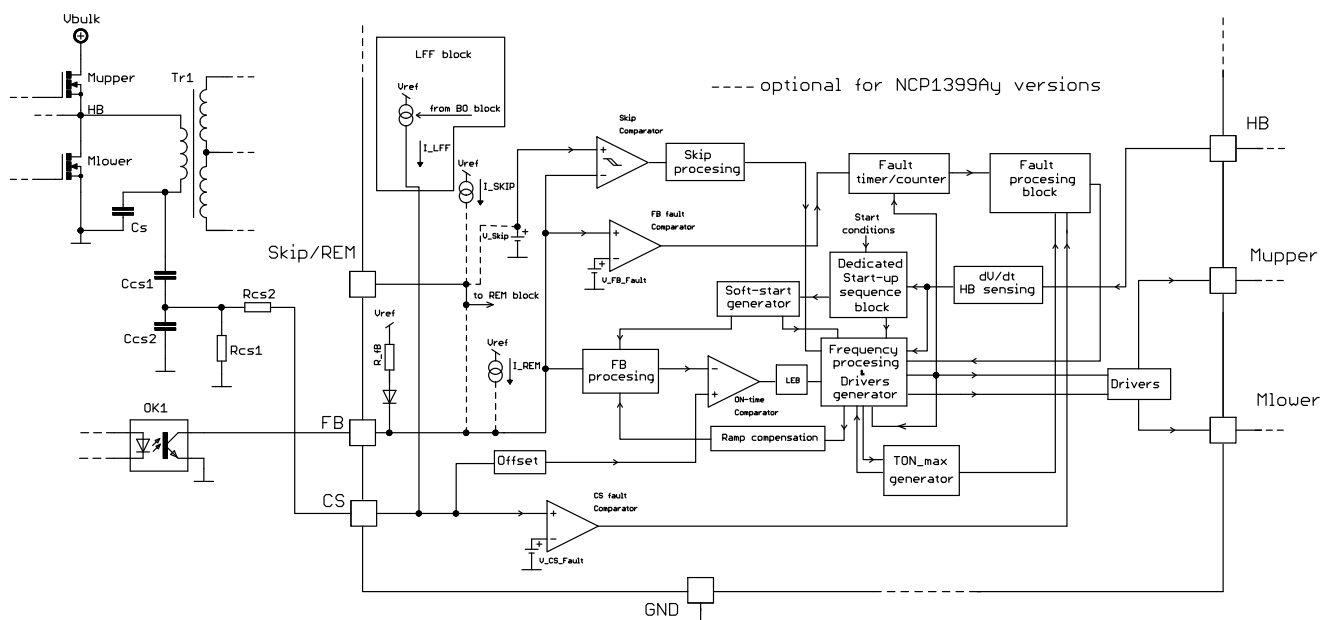 Vbulk
Mupper
Tr1
HB
Mlower
Cs
Ccs1
Rcs2
Ccs2
Rcs1
OK1
LFF block
Vref
from BO block
I_LFF
Vref
I_SKIP
---- optional for NCP1399Ay versions
Skip
Comparator
Skip
procesing
V_Skip
FB fault
Comparator
V_FB_Fault
Fault
timer/counter
Fault
procesing
block
HB
Start
conditions
Skip/REM
to REM block
Dedicated
Start-up
sequence
block
dV/dt
HB sensing
Mupper
Soft-start
generator
Vref
R_fB
Vref
I_REM
FB
procesing
ON-time
Comparator
LEB
Frequency
procesing
&
Drivers
generator
Drivers
Mlower
FB
Ramp compensation
Offset
TON_max
generator
CS
CS fault
Comparator
V_CS_Fault
GND